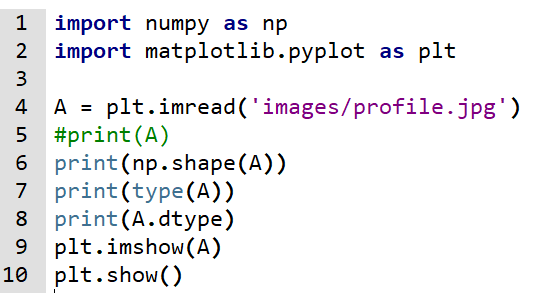 1 import numpy as np
2 import matplotlib.pyplot as plt
3
4 A = plt.imread('images/profile.jpg')
5 #print(A)
6 print(np.shape(A))
7 print(type(A))
8 print(A.dtype)
9 plt.imshow(A)
10 plt.show()